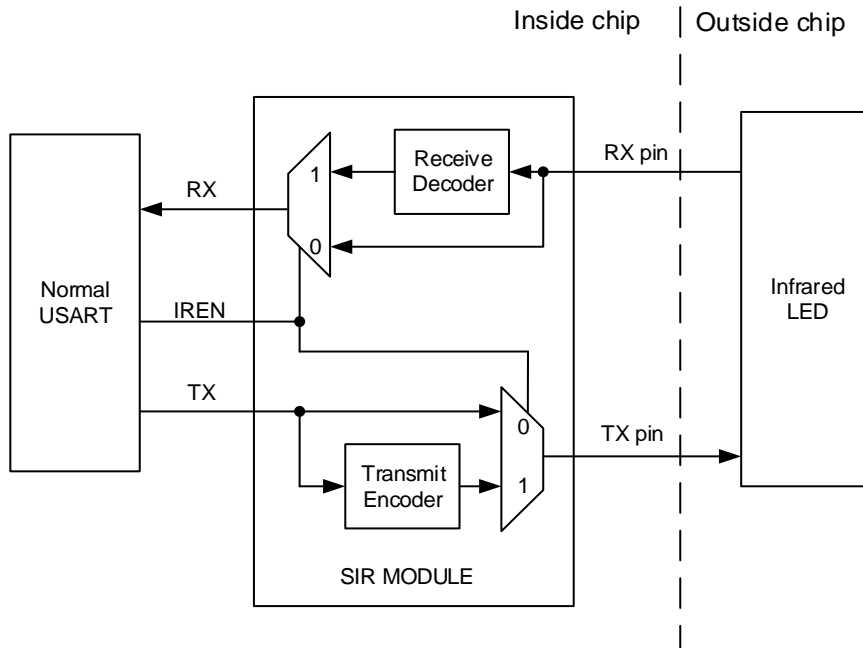 Inside chip
Outside chip
Receive
Decoder
RX pin
1
RX
0
Normal
USART
Infrared
LED
IREN
TX
0
TX pin
Transmit
Encoder
1
SIR MODULE